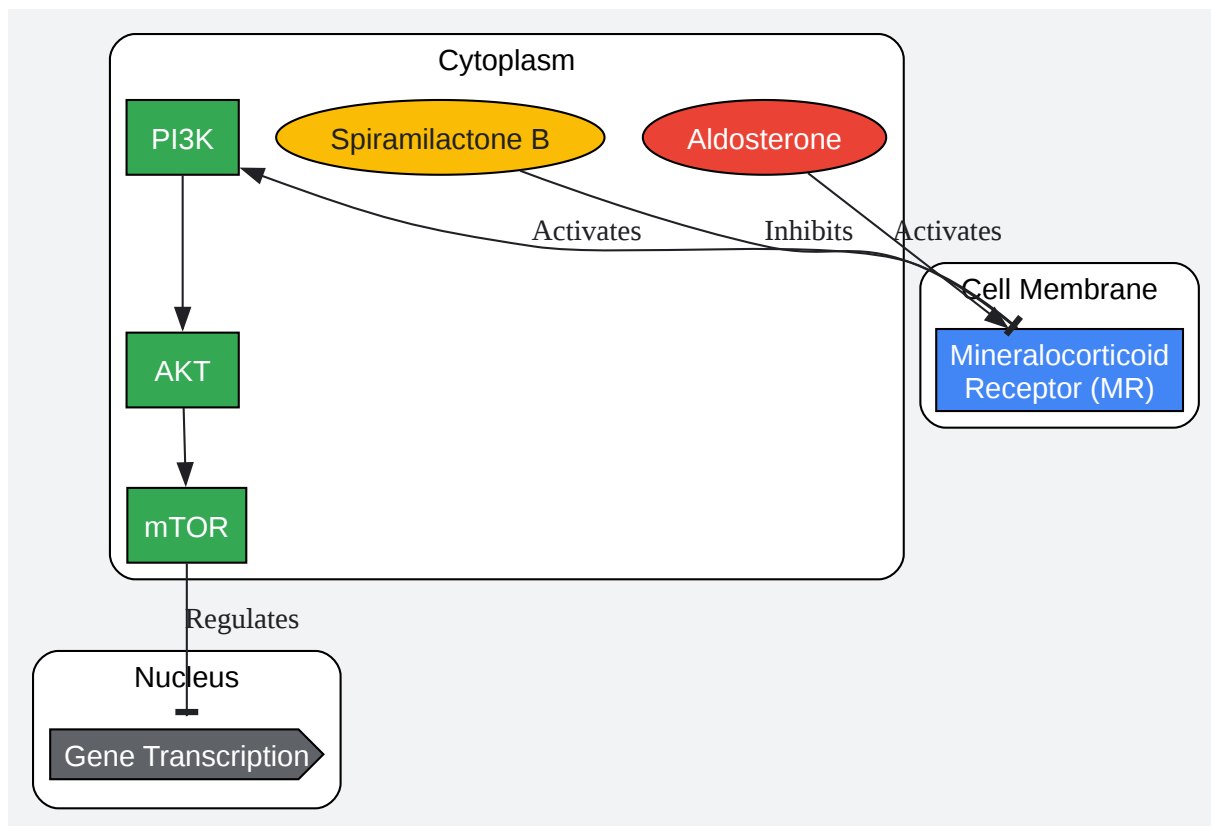 Cytoplasm
PI3K
Spiramilactone B
Aldosterone
Activates
Inhibits
Activates
Cell Membrane
Mineralocorticoid
Receptor (MR)
AKT
mTOR
Regulates
Nucleus
Gene Transcription